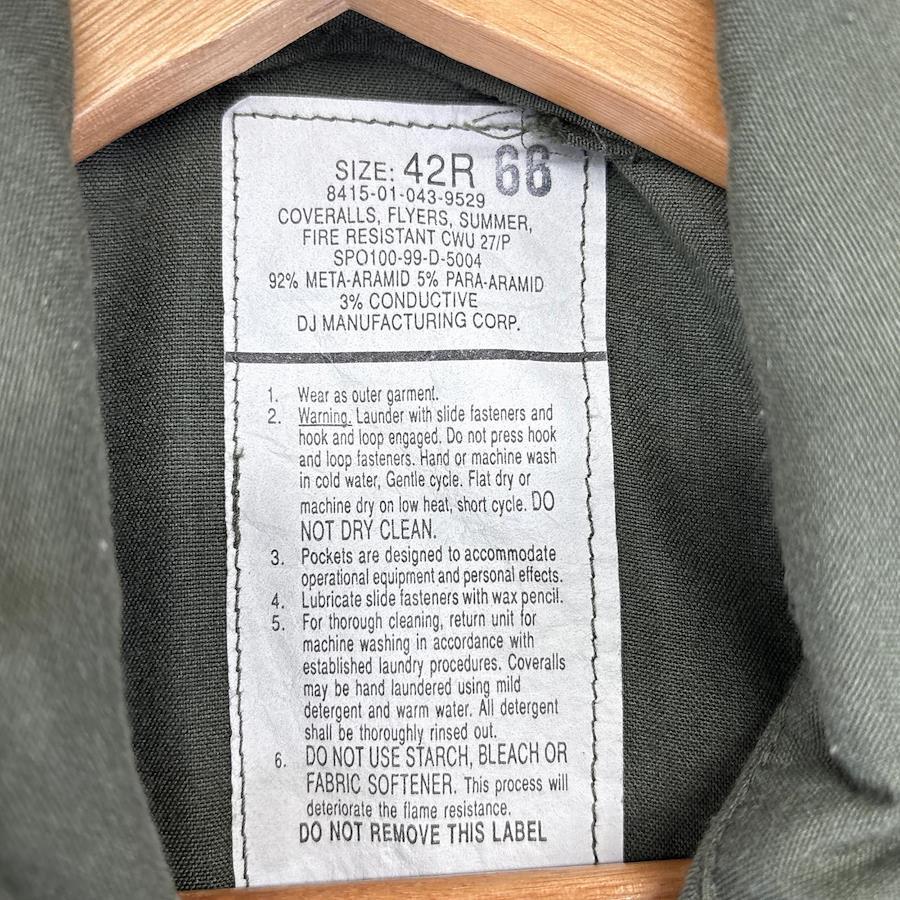 SIZE: 42R 66
8415-01-043-9529
COVERALLS, FLYERS, SUMMER,
FIRE RESISTANT CWU 27/P
SPO100-99-D-5004
92% META-ARAMID 5% PARA-ARAMID
3% CONDUCTIVE
DJ MANUFACTURING CORP.
1. Wear as outer garment.
2. Warning. Launder with slide fasteners and
hook and loop engaged. Do not press hook
and loop fasteners. Hand or machine wash
in cold water, Gentle cycle. Flat dry or
machine dry on low heat, short cycle. DO
NOT DRY CLEAN.
3. Pockets are designed to accommodate
operational equipment and personal effects.
4. Lubricate slide fasteners with wax pencil.
5. For thorough cleaning, return unit for
machine washing in accordance with
established laundry procedures. Coveralls
may be hand laundered using mild
detergent and warm water. All detergent
shall be thoroughly rinsed out.
6. DO NOT USE STARCH, BLEACH OR
FABRIC SOFTENER. This process will
deteriorate the flame resistance.
DO NOT REMOVE THIS LABEL